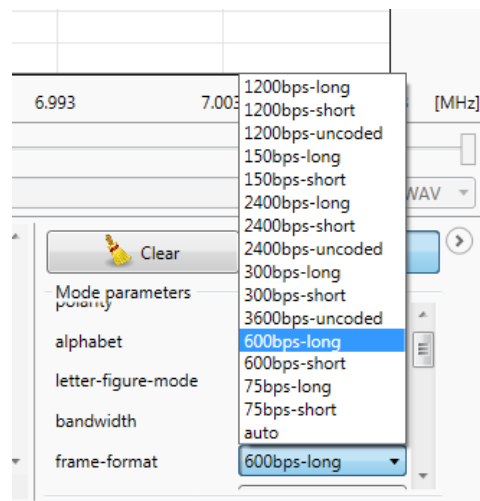 6.993
7.003
[MHz]
WAV
Clear
Mode parameters
polarity
alphabet
letter-figure-mode
bandwidth
frame-format
1200bps-long
1200bps-short
1200bps-uncoded
150bps-long
150bps-short
2400bps-long
2400bps-short
2400bps-uncoded
300bps-long
300bps-short
3600bps-uncoded
600bps-long
600bps-short
75bps-long
75bps-short
auto
600bps-long